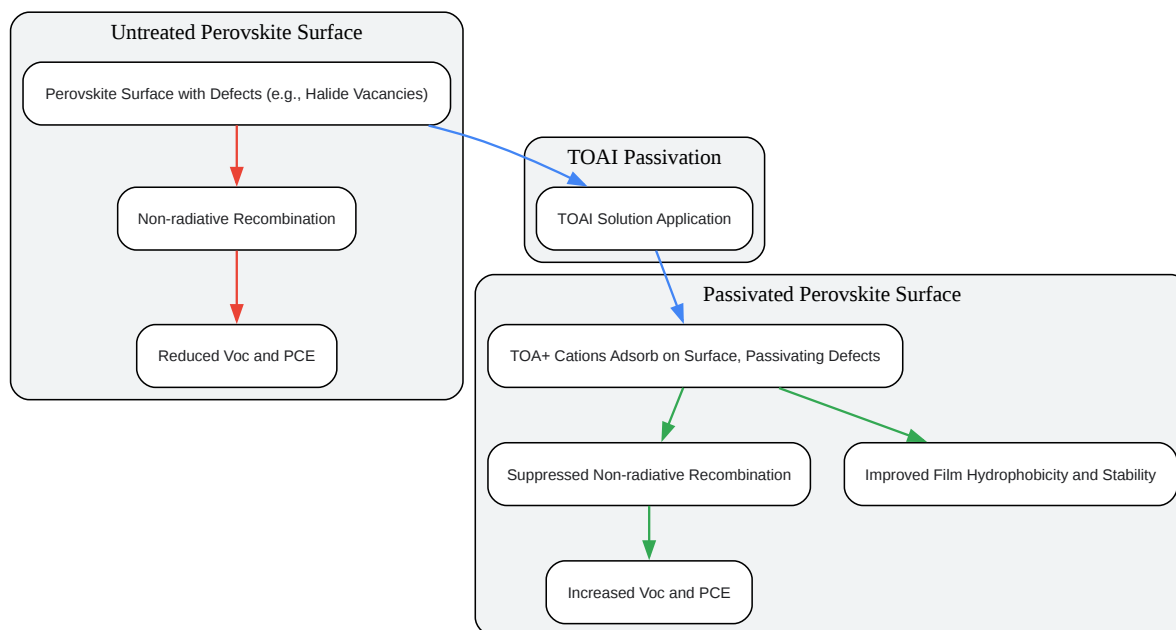 Untreated Perovskite Surface
Perovskite Surface with Defects (e.g., Halide Vacancies)
Non-radiative Recombination
Reduced Voc and PCE
TOAI Passivation
TOAI Solution Application
Passivated Perovskite Surface
TOA+ Cations Adsorb on Surface, Passivating Defects
Suppressed Non-radiative Recombination
Improved Film Hydrophobicity and Stability
Increased Voc and PCE